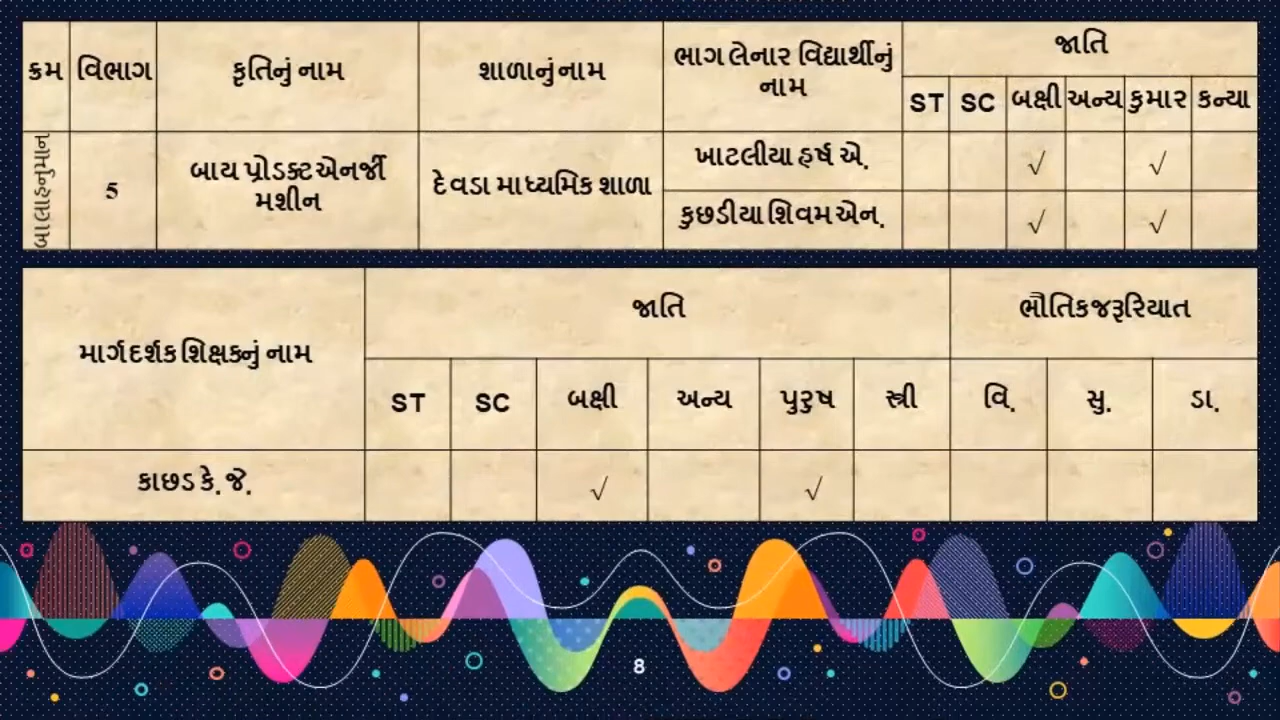 ક્રમ વિભાગ કૃતિનું નામ શાળાનું નામ ભાગ લેનાર વિદ્યાર્થીનું નામ જાતિ
ST SC બક્ષી અન્ય કુમાર કન્યા
બાલાહનુમાન 5 બાય પ્રોડક્ટ એનર્જી મશીન દેવડા માધ્યમિક શાળા ખાટલીયા હર્ષ એ. √ √
કુછડીયા શિવમ એન. √ √
માર્ગદર્શક શિક્ષકનું નામ જાતિ ભૌતિક જરૂરિયાત
ST SC બક્ષી અન્ય પુરુષ સ્ત્રી વિ. સુ. ડા.
કાછડ કે. જે. √ √
8